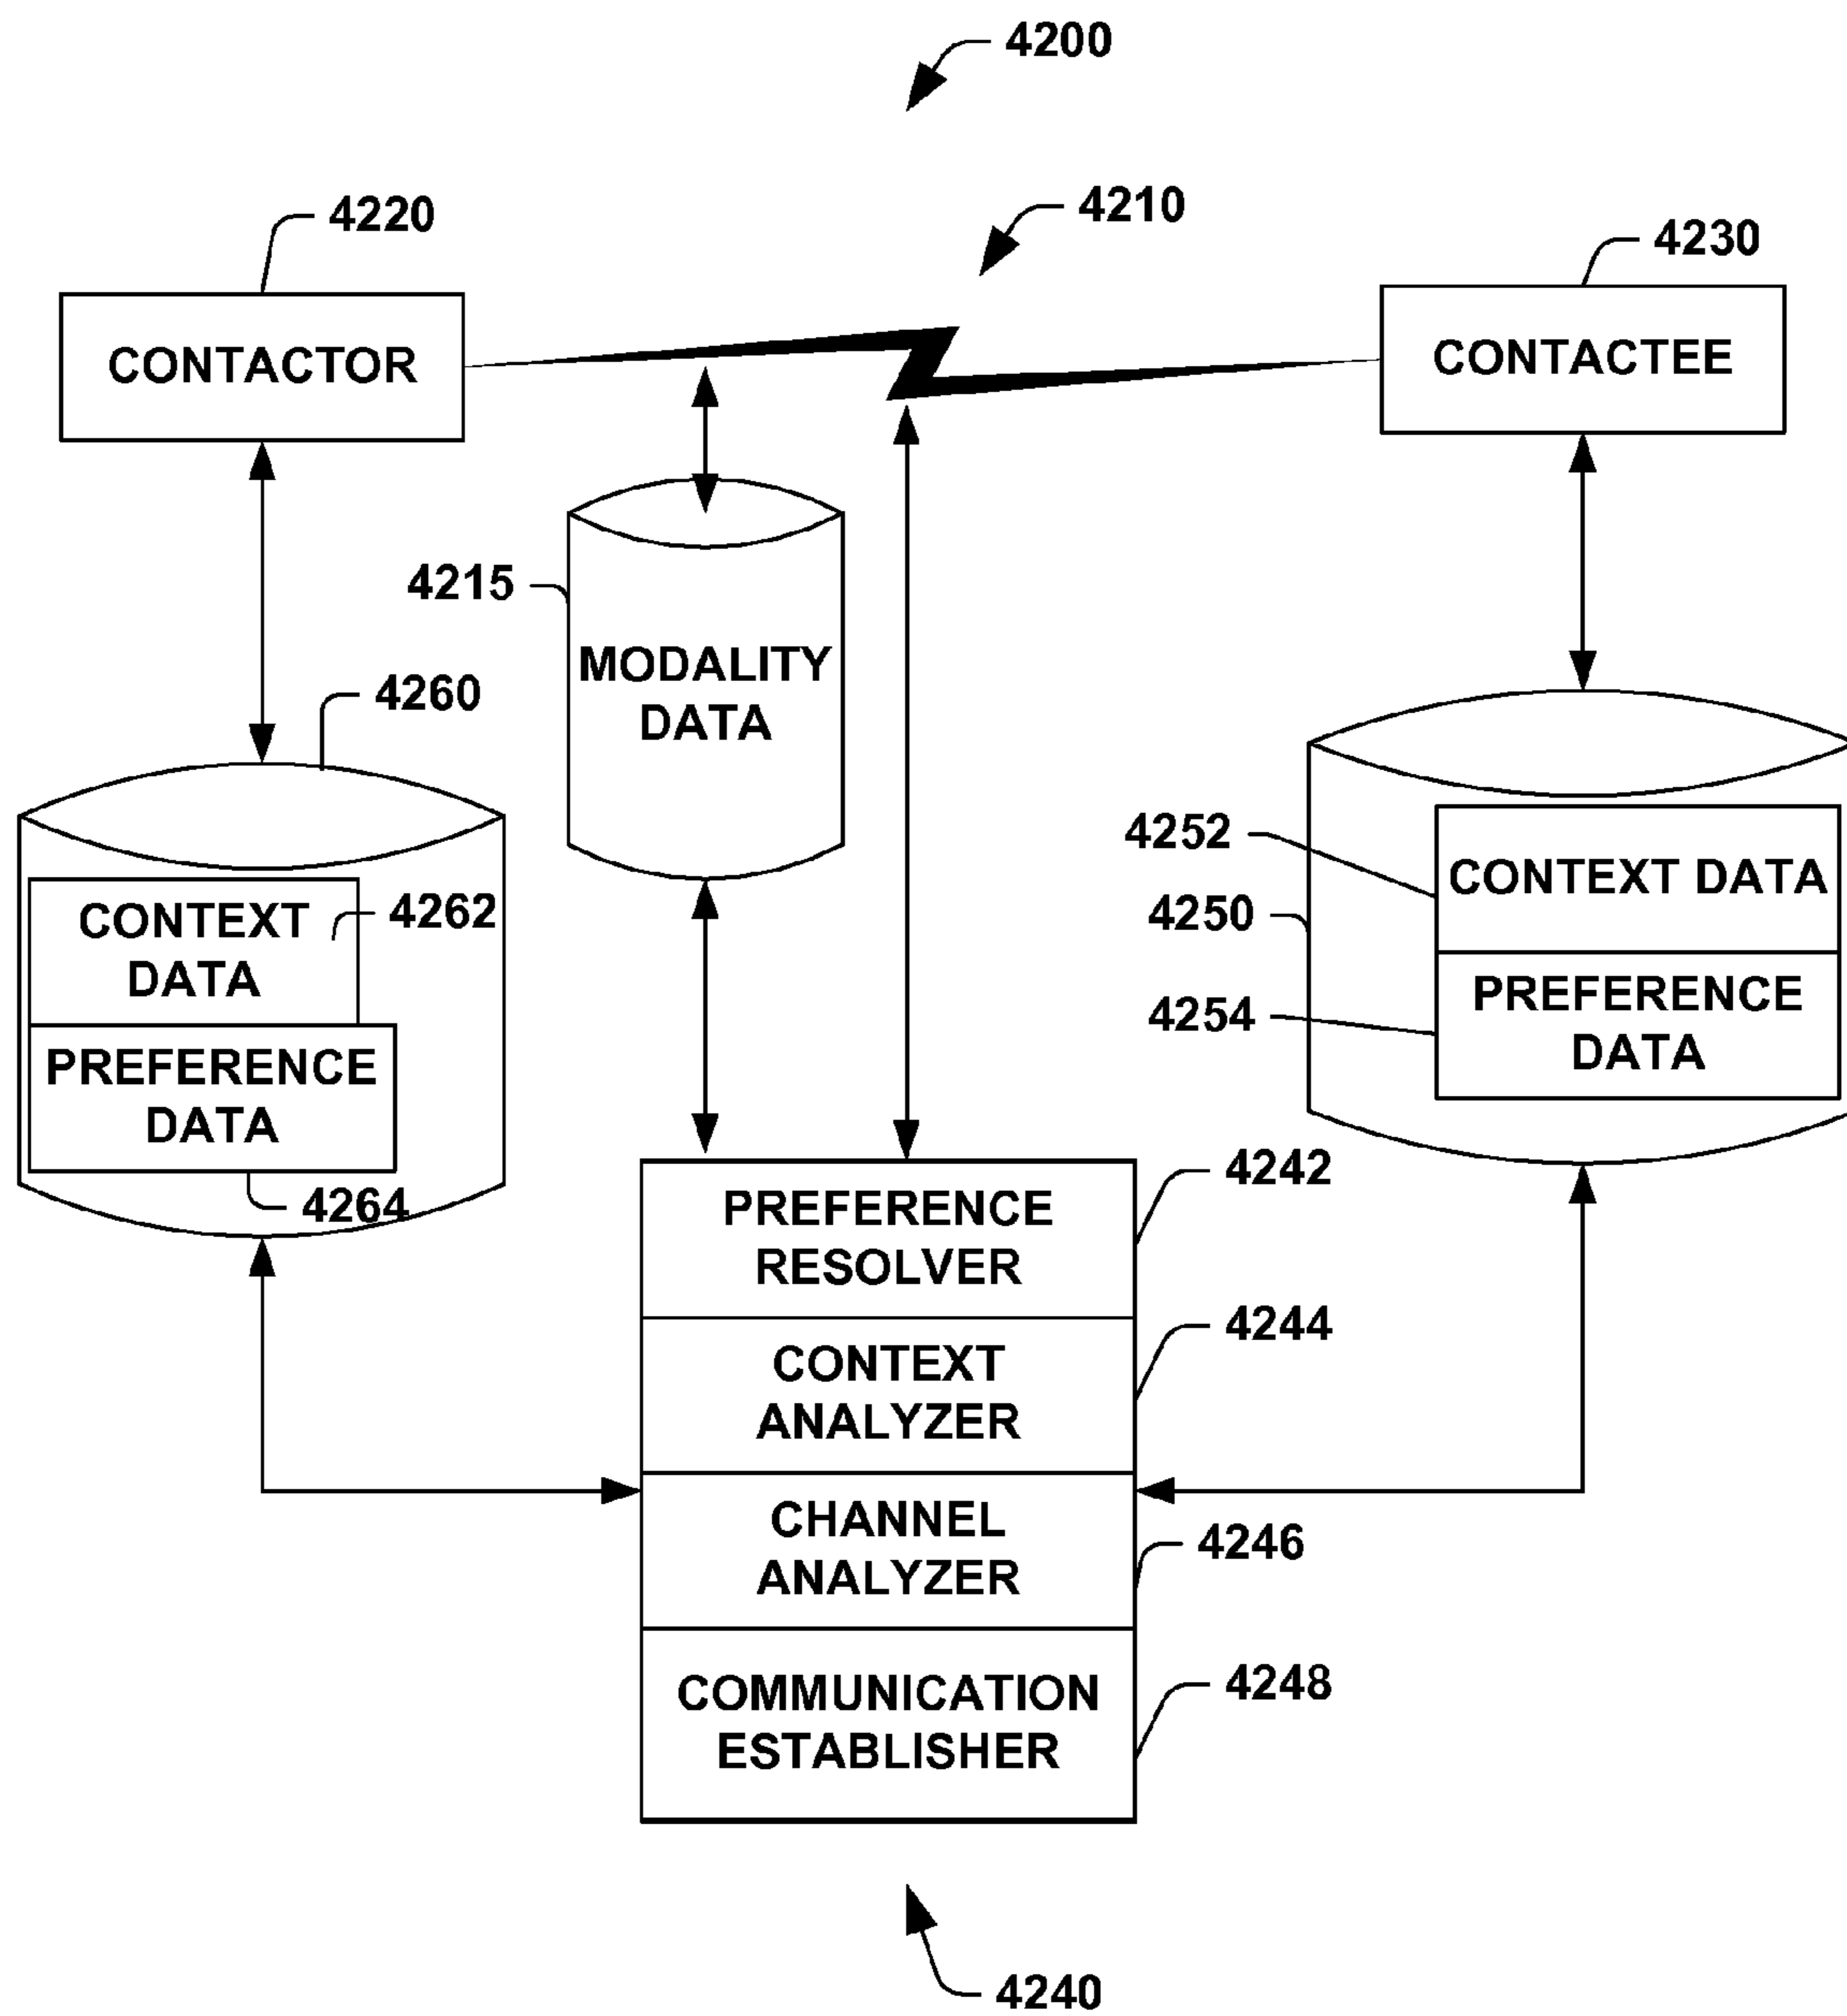 4200
4210
4220
4230
CONTACTOR
CONTACTEE
4215
MODALITY
DATA
4260
4252
CONTEXT DATA
4250
4262
CONTEXT
DATA
4254
PREFERENCE
DATA
PREFERENCE
DATA
4264
4242
PREFERENCE
RESOLVER
4244
CONTEXT
ANALYZER
CHANNEL
ANALYZER
4246
COMMUNICATION
ESTABLISHER
4248
4240